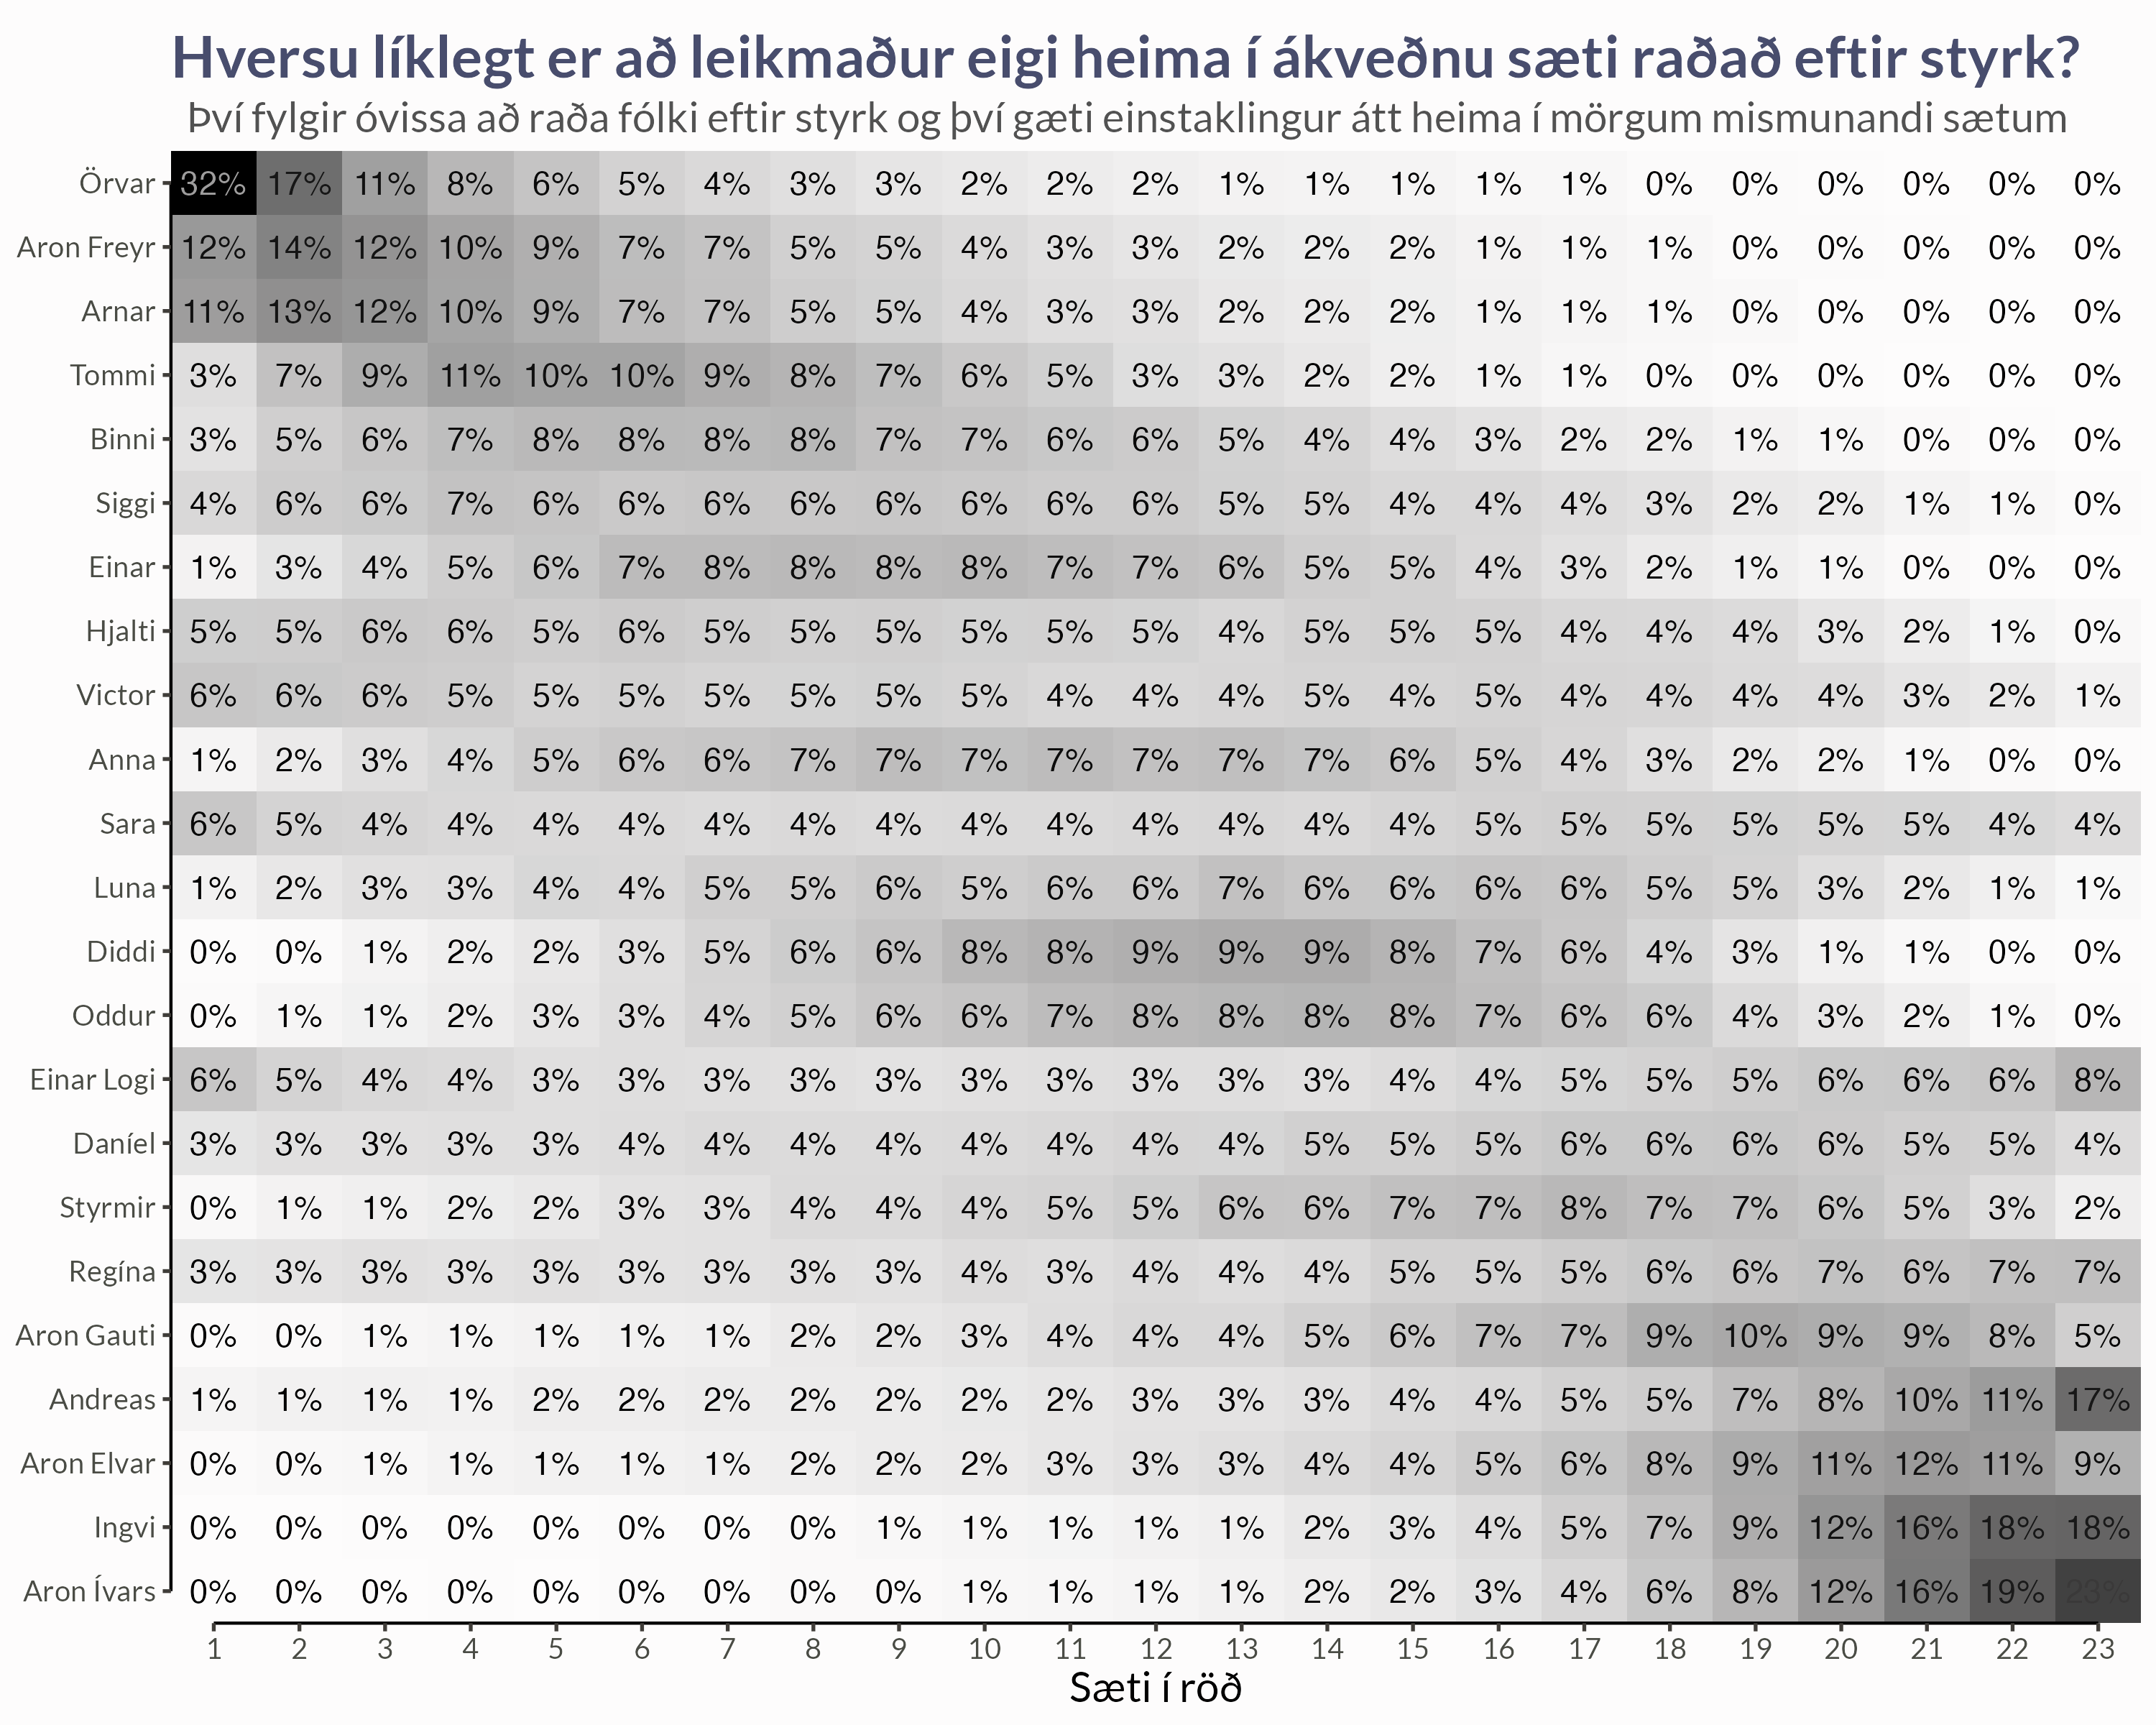 Hversu líklegt er að leikmaður eigi heima í ákveðnu sæti raðað eftir styrk?
Því fylgir óvissa að raða fólki eftir styrk og því gæti einstaklingur átt heima í mörgum mismunandi sætum
Örvar 32% 17% 11% 8% 6% 5% 4% 3% 3% 2% 2% 2% 1% 1% 1% 1% 1% 0% 0% 0% 0% 0% 0%
Aron Freyr 12% 14% 12% 10% 9% 7% 7% 5% 5% 4% 3% 3% 2% 2% 2% 1% 1% 1% 0% 0% 0% 0% 0%
Arnar 11% 13% 12% 10% 9% 7% 7% 5% 5% 4% 3% 3% 2% 2% 2% 1% 1% 1% 0% 0% 0% 0% 0%
Tommi 3% 7% 9% 11% 10% 10% 9% 8% 7% 6% 5% 3% 3% 2% 2% 1% 1% 0% 0% 0% 0% 0% 0%
Binni 3% 5% 6% 7% 8% 8% 8% 8% 7% 7% 6% 6% 5% 4% 4% 3% 2% 2% 1% 1% 0% 0% 0%
Siggi 4% 6% 6% 7% 6% 6% 6% 6% 6% 6% 6% 6% 5% 5% 4% 4% 4% 3% 2% 2% 1% 1% 0%
Einar 1% 3% 4% 5% 6% 7% 8% 8% 8% 8% 7% 7% 6% 5% 5% 4% 3% 2% 1% 1% 0% 0% 0%
Hjalti 5% 5% 6% 6% 5% 6% 5% 5% 5% 5% 5% 5% 4% 5% 5% 5% 4% 4% 4% 3% 2% 1% 0%
Victor 6% 6% 6% 5% 5% 5% 5% 5% 5% 5% 4% 4% 4% 5% 4% 5% 4% 4% 4% 4% 3% 2% 1%
Anna 1% 2% 3% 4% 5% 6% 6% 7% 7% 7% 7% 7% 7% 7% 6% 5% 4% 3% 2% 2% 1% 0% 0%
Sara 6% 5% 4% 4% 4% 4% 4% 4% 4% 4% 4% 4% 4% 4% 4% 5% 5% 5% 5% 5% 5% 4% 4%
Luna 1% 2% 3% 3% 4% 4% 5% 5% 6% 5% 6% 6% 7% 6% 6% 6% 6% 5% 5% 3% 2% 1% 1%
Diddi 0% 0% 1% 2% 2% 3% 5% 6% 6% 8% 8% 9% 9% 9% 8% 7% 6% 4% 3% 1% 1% 0% 0%
Oddur 0% 1% 1% 2% 3% 3% 4% 5% 6% 6% 7% 8% 8% 8% 8% 7% 6% 6% 4% 3% 2% 1% 0%
Einar Logi 6% 5% 4% 4% 3% 3% 3% 3% 3% 3% 3% 3% 3% 3% 4% 4% 5% 5% 5% 6% 6% 6% 8%
Daníel 3% 3% 3% 3% 3% 4% 4% 4% 4% 4% 4% 4% 4% 5% 5% 5% 6% 6% 6% 6% 5% 5% 4%
Styrmir 0% 1% 1% 2% 2% 3% 3% 4% 4% 4% 5% 5% 6% 6% 7% 7% 8% 7% 7% 6% 5% 3% 2%
Regína 3% 3% 3% 3% 3% 3% 3% 3% 3% 4% 3% 4% 4% 4% 5% 5% 5% 6% 6% 7% 6% 7% 7%
Aron Gauti 0% 0% 1% 1% 1% 1% 1% 2% 2% 3% 4% 4% 4% 5% 6% 7% 7% 9% 10% 9% 9% 8% 5%
Andreas 1% 1% 1% 1% 2% 2% 2% 2% 2% 2% 2% 3% 3% 3% 4% 4% 5% 5% 7% 8% 10% 11% 17%
Aron Elvar 0% 0% 1% 1% 1% 1% 1% 2% 2% 2% 3% 3% 3% 4% 4% 5% 6% 8% 9% 11% 12% 11% 9%
Ingvi 0% 0% 0% 0% 0% 0% 0% 0% 1% 1% 1% 1% 1% 2% 3% 4% 5% 7% 9% 12% 16% 18% 18%
Aron Ívars 0% 0% 0% 0% 0% 0% 0% 0% 0% 1% 1% 1% 1% 2% 2% 3% 4% 6% 8% 12% 16% 19% 23%
1 2 3 4 5 6 7 8 9 10 11 12 13 14 15 16 17 18 19 20 21 22 23
Sæti í röð